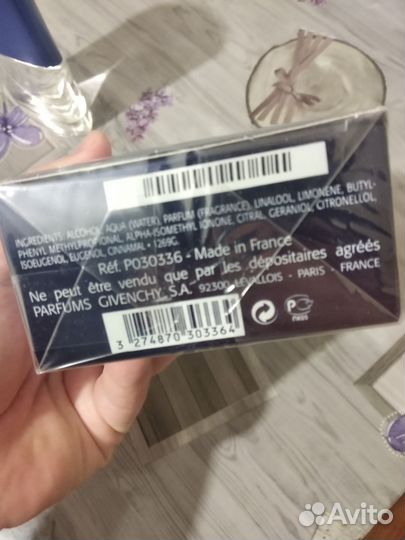 INGREDIENTS: ALCOHOL, AQUA (WATER), PARFUM (FRAGRANCE), LINALOOL, LIMONENE, BUTYL-
PHENYL METHYLPROPIONAL, ALPHA-ISOMETHYL IONONE, CITRAL, GERANIOL, CITRONELLOL,
ISOEUGENOL, EUGENOL, CINNAMAL • 1269G.
Réf. P030336 - Made in France
Ne peut être vendu que par les dépositaires agréés
PARFUMS GIVENCHY S.A. 92300 LEVALLOIS - PARIS - FRANCE
3 274870 303364
Avito